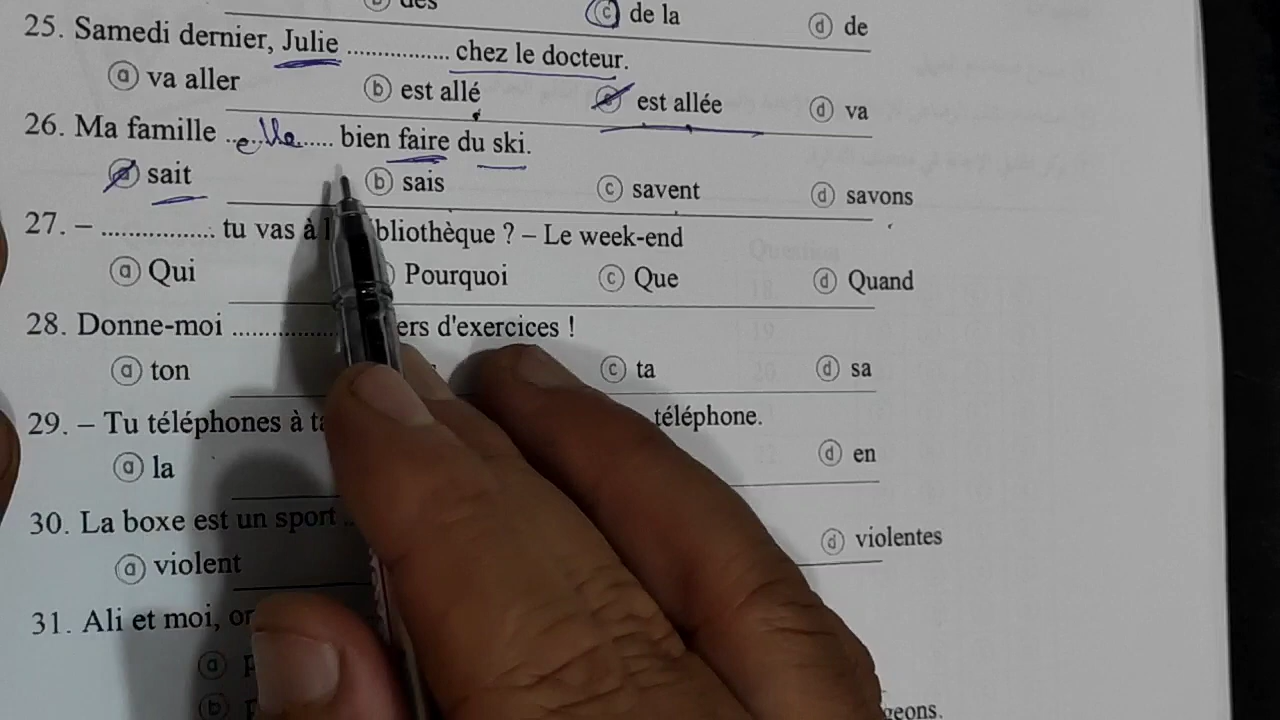 ⓑ des ⓒ de la ⓓ de
25. Samedi dernier, Julie ................. chez le docteur.
ⓐ va aller ⓑ est allé ⓒ est allée ⓓ va
26. Ma famille ..elle..... bien faire du ski.
ⓐ sait ⓑ sais ⓒ savent ⓓ savons
27. – .................. tu vas à bliothèque ? – Le week-end
ⓐ Qui Pourquoi ⓒ Que ⓓ Quand
28. Donne-moi ................ ers d'exercices !
ⓐ ton ⓒ ta ⓓ sa
29. – Tu téléphones à téléphone.
ⓐ la ⓓ en
30. La boxe est un sport
ⓐ violent ⓓ violentes
31. Ali et moi,
ⓐ
ⓑ geons.